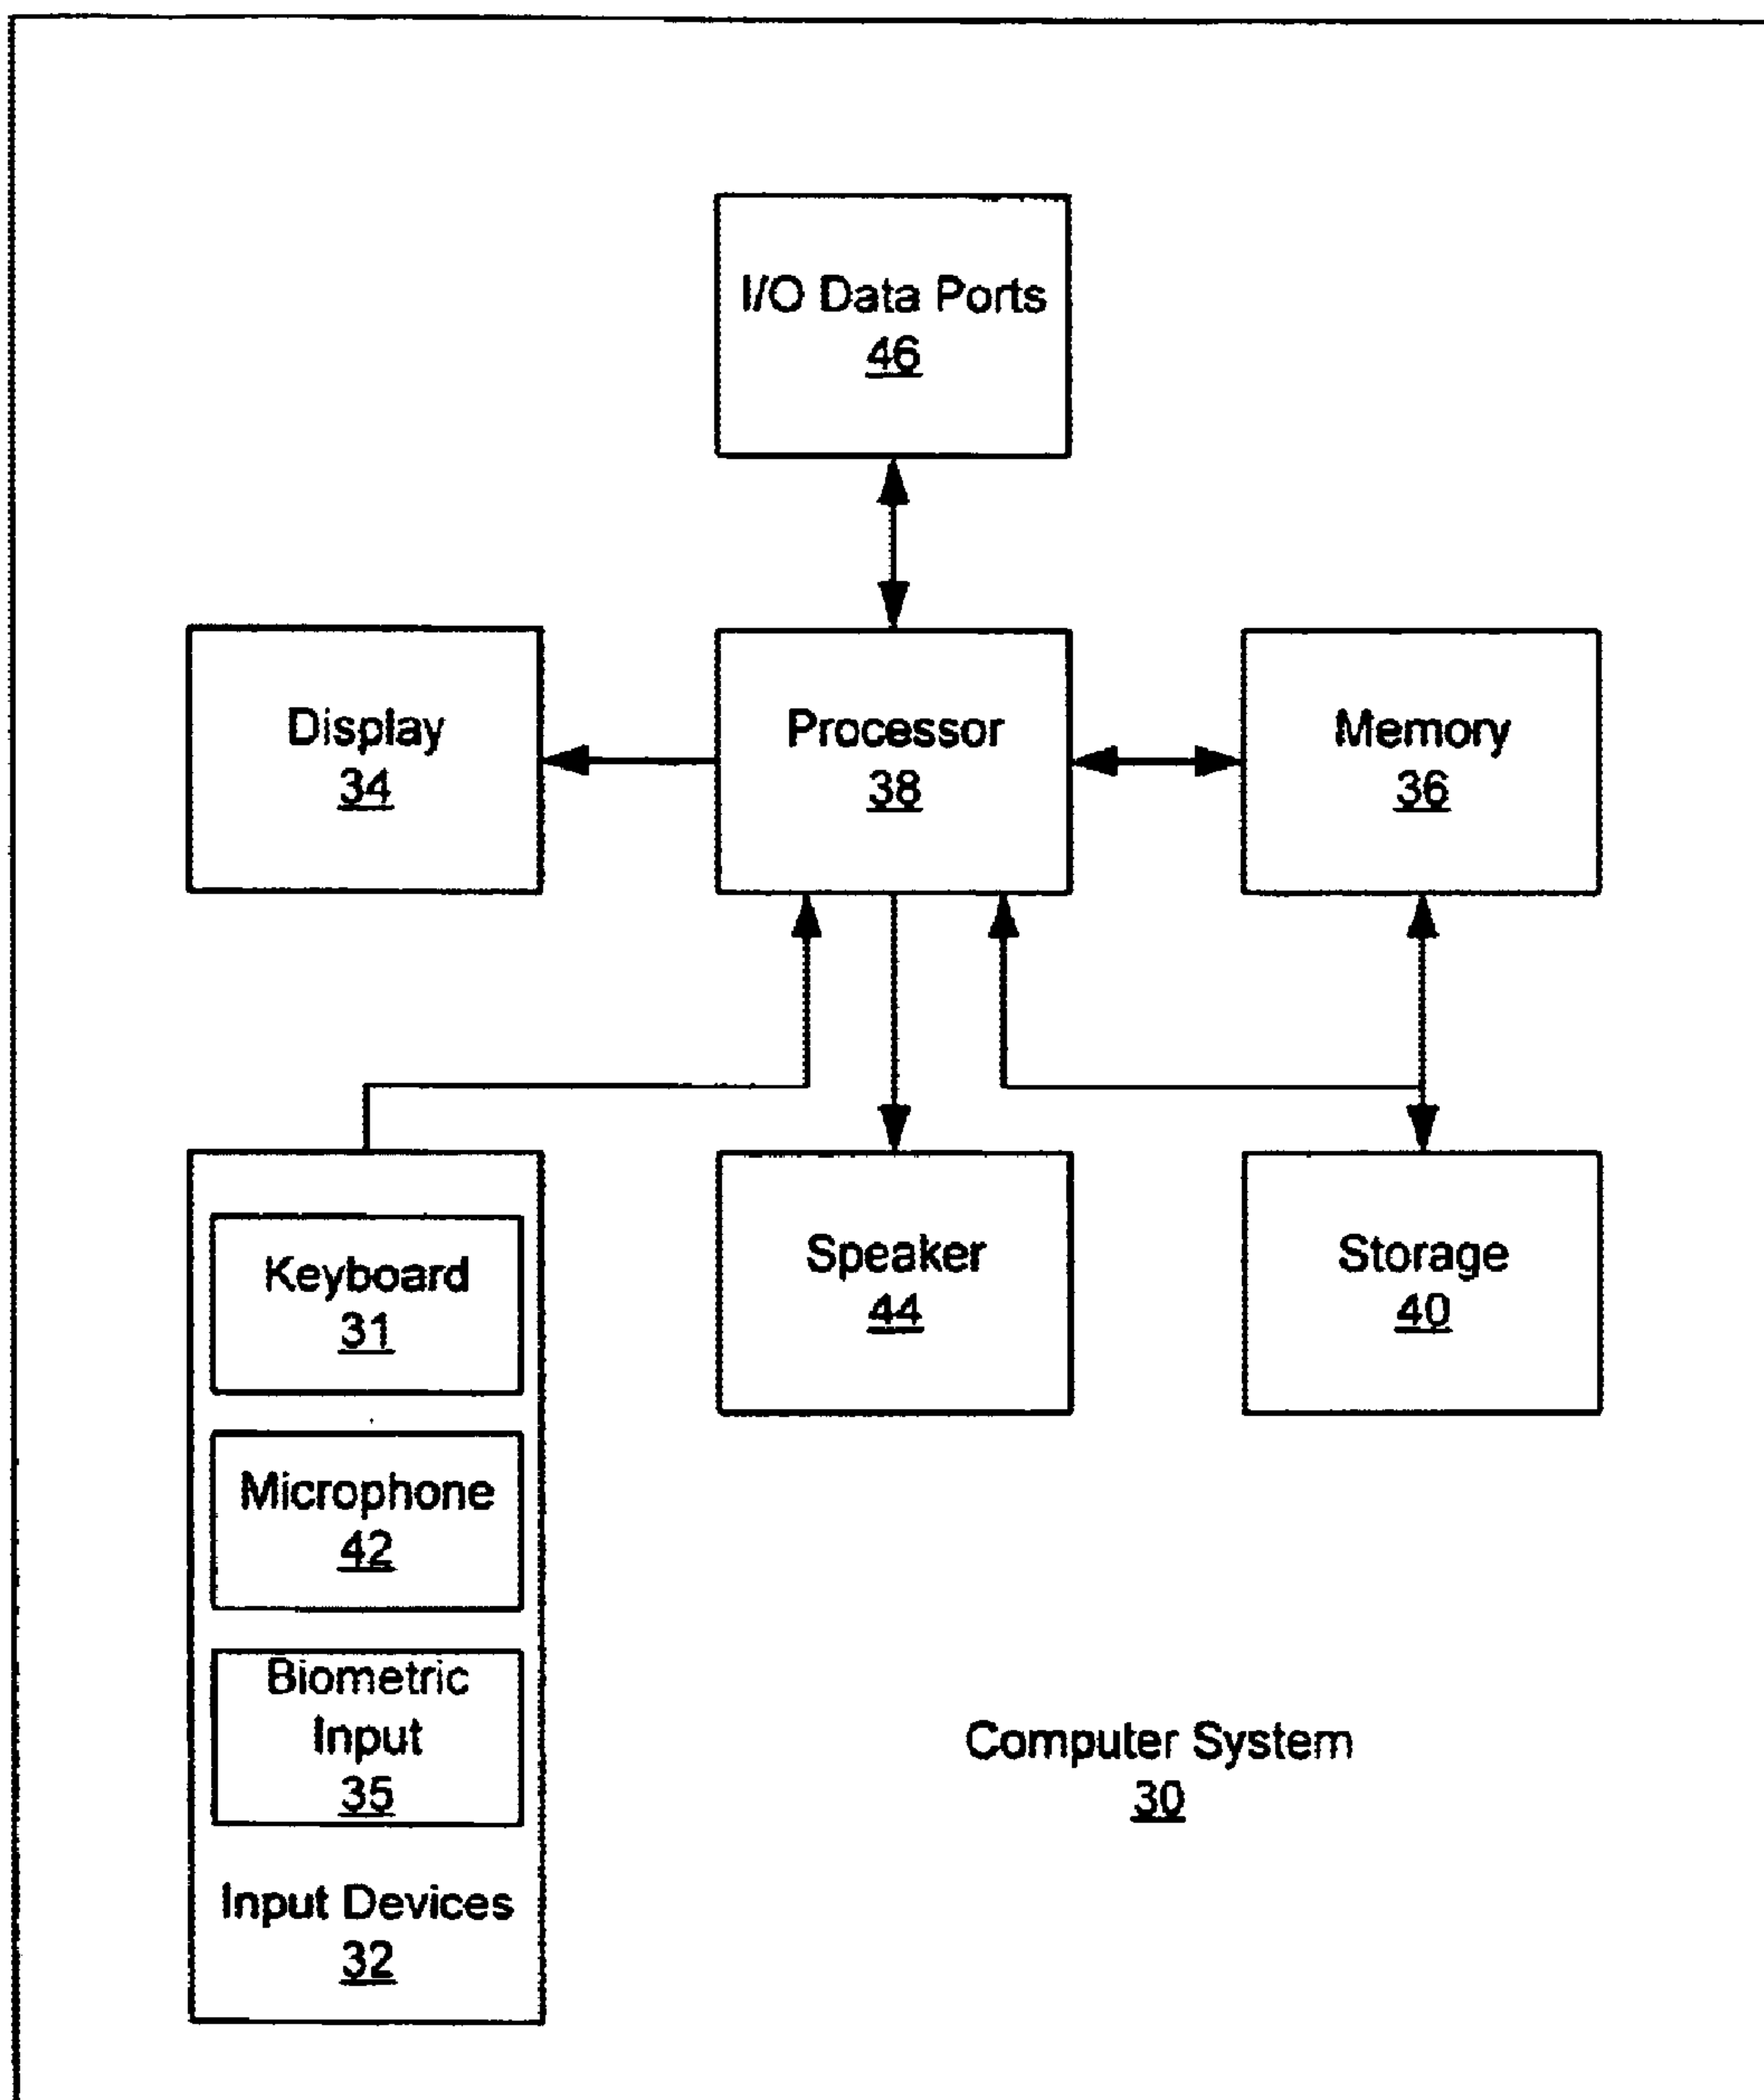 I/O Data Ports
46
Display
34
Processor
38
Memory
36
Keyboard
31
Microphone
42
Biometric
Input
35
Input Devices
32
Speaker
44
Storage
40
Computer System
30